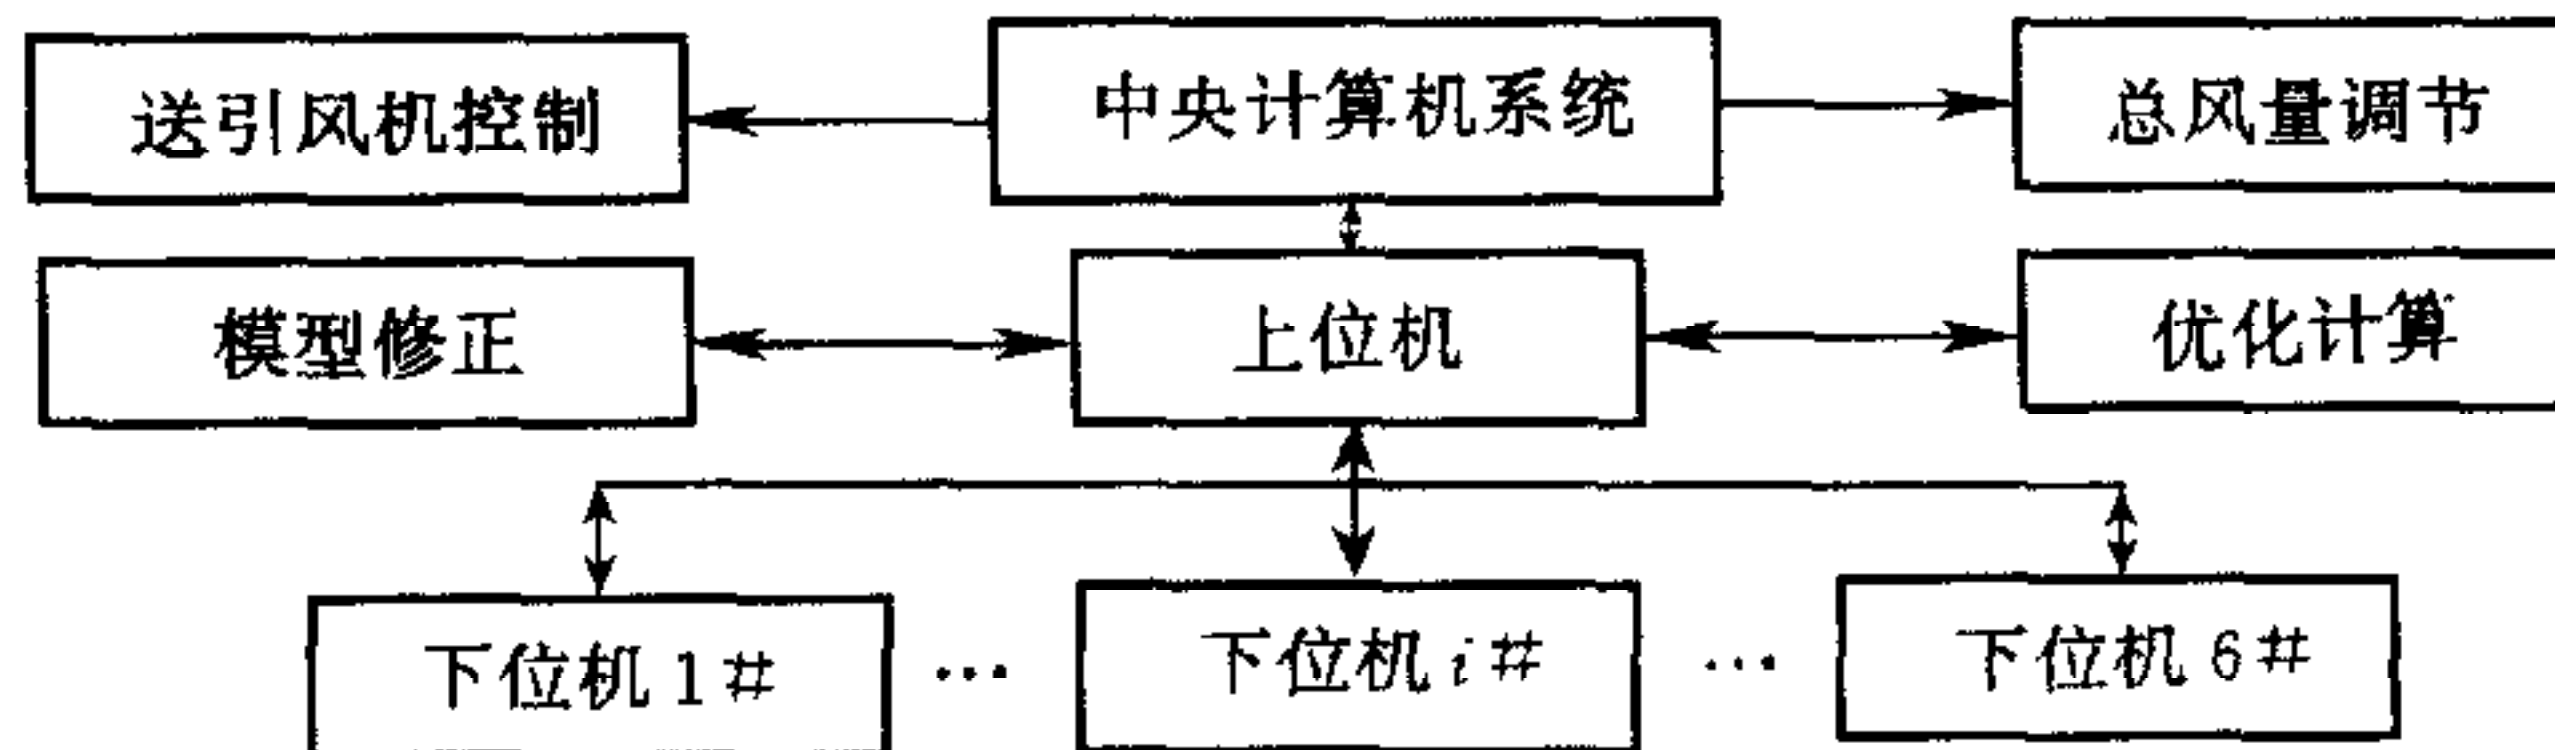 送引风机控制
中央计算机系统
总风量调节
模型修正
上位机
优化计算
下位机 1#
...
下位机 i#
...
下位机 6#